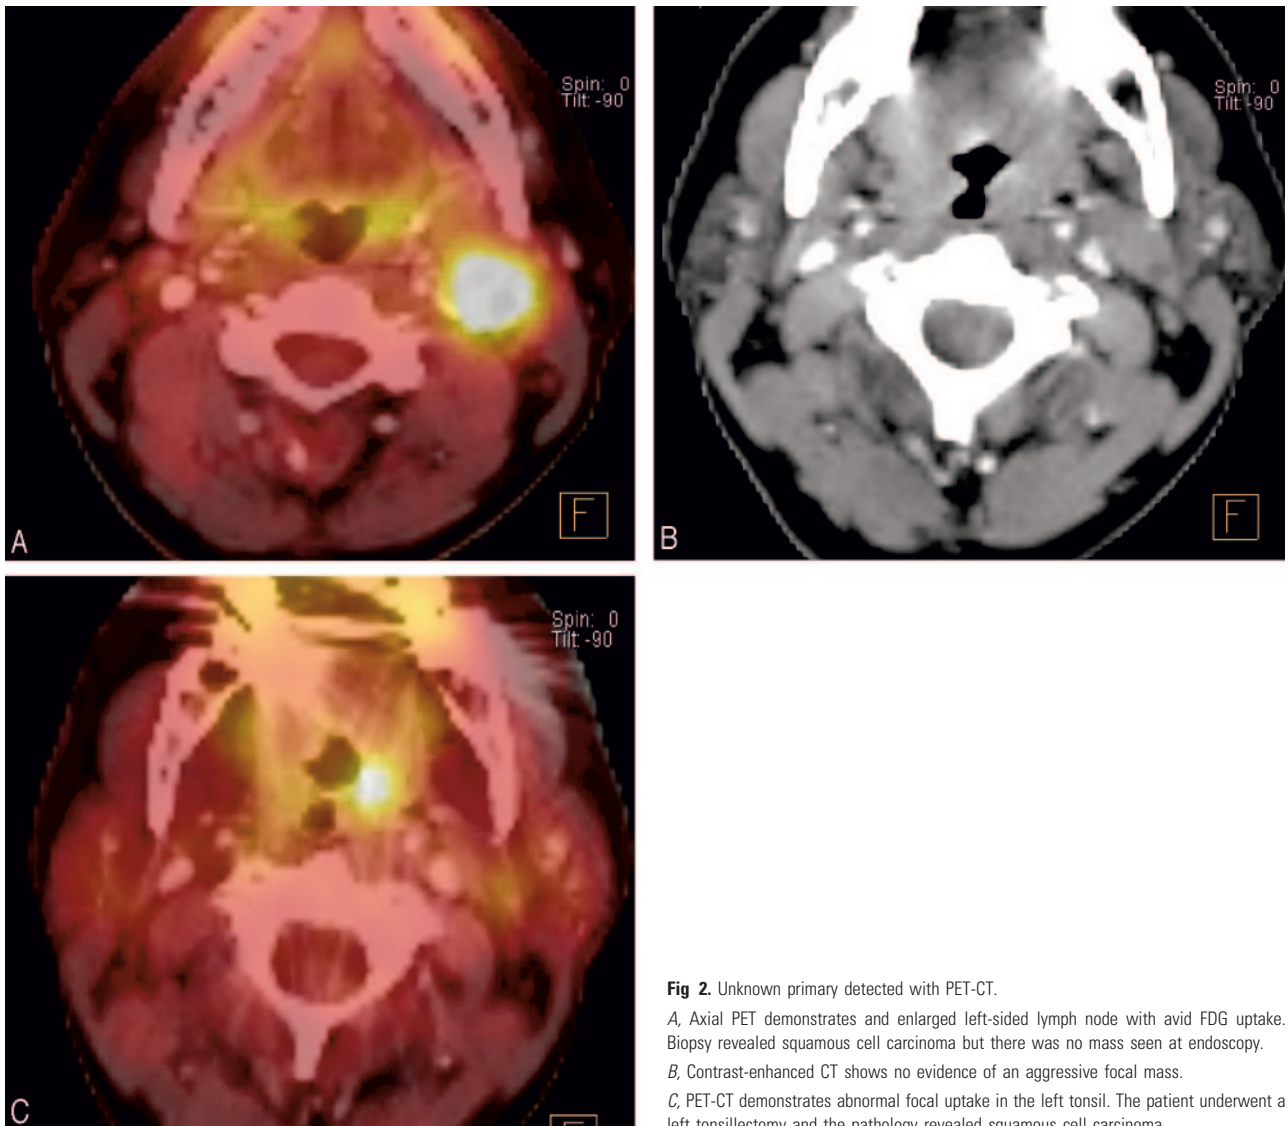 Spin: 0
Tilt: -90
F
A
Spin: 0
Tilt: -90
F
B
Spin: 0
Tilt: -90
C
Fig 2. Unknown primary detected with PET-CT.
A, Axial PET demonstrates and enlarged left-sided lymph node with avid FDG uptake.
Biopsy revealed squamous cell carcinoma but there was no mass seen at endoscopy.
B, Contrast-enhanced CT shows no evidence of an aggressive focal mass.
C, PET-CT demonstrates abnormal focal uptake in the left tonsil. The patient underwent a
left tonsillectomy and the pathology revealed squamous cell carcinoma.